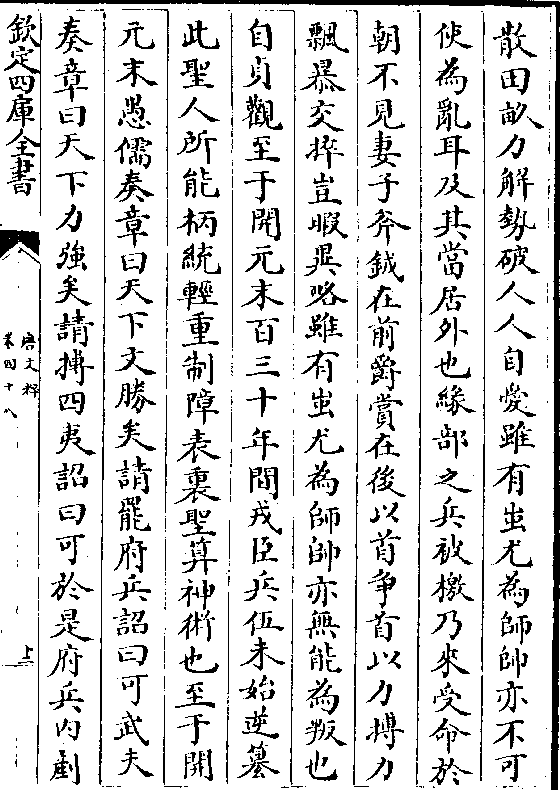 散田畝力解勢破人人自愛雖有蚩尤為師帥亦不可
使為亂耳及其當居外也緣部之兵被檄乃來受命於
朝不見妻子斧鉞在前爵賞在後以首争首以力搏力
飄暴交捽豈暇異略雖有蚩尤為師帥亦無能為叛也
自貞觀至于開元末百三十年間戎臣兵伍未始逆篡
此聖人所能柄統輕重制障表裏聖算神術也至于開
元末愚儒奏章曰天下文勝矣請罷府兵詔曰可武夫
奏章曰天下力強矣請搏四夷詔曰可於是府兵内剷
欽定四庫全書
唐文粹
卷四十八